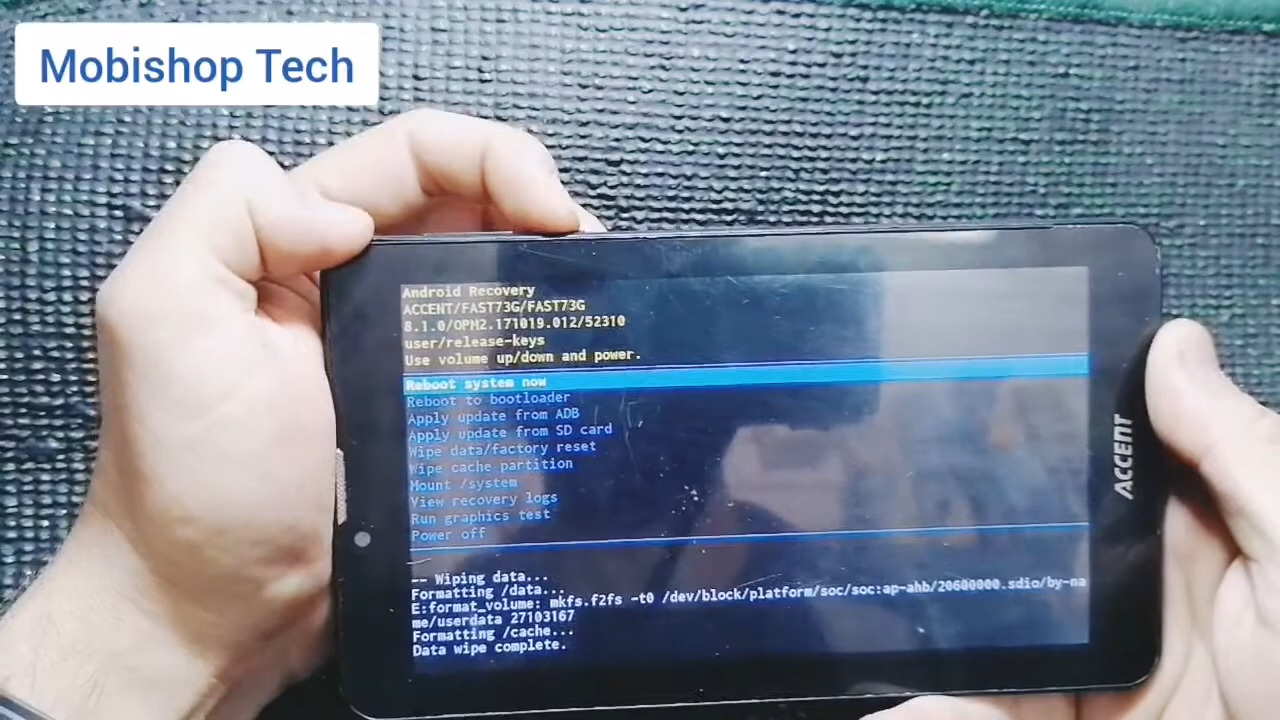 Mobishop Tech
Android Recovery
ACCENT/FAST73G/FAST73G
8.1.0/OPM2.171019.012/52310
user/release-keys
Use volume up/down and power.
Reboot system now
Reboot to bootloader
Apply update from ADB
Apply update from SD card
Wipe data/factory reset
Wipe cache partition
Mount /system
View recovery logs
Run graphics test
Power off
-- Wiping data...
Formatting /data...
E:format_volume: mkfs.f2fs -t0 /dev/block/platform/soc/soc:ap-ahb/20600000.sdio/by-na
me/userdata 27103167
Formatting /cache...
Data wipe complete.
ACCENT